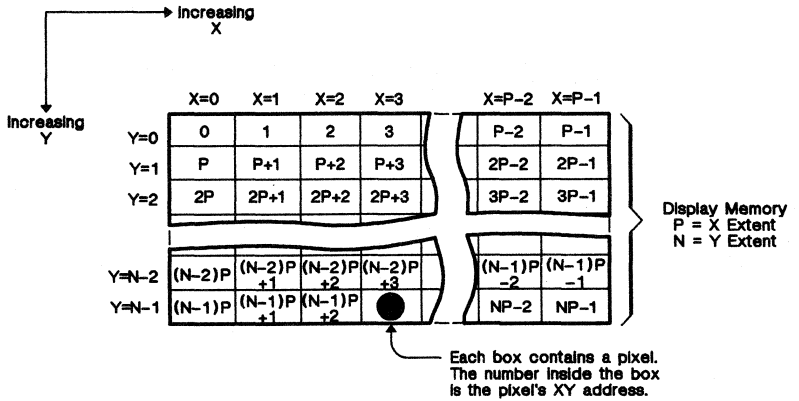 Increasing
X
Increasing
Y
X=0 X=1 X=2 X=3 X=P-2 X=P-1
Y=0 0 1 2 3 P-2 P-1
Y=1 P P+1 P+2 P+3 2P-2 2P-1
Y=2 2P 2P+1 2P+2 2P+3 3P-2 3P-1
Display Memory
P = X Extent
N = Y Extent
Y=N-2 (N-2)P (N-2)P (N-2)P (N-2)P (N-1)P (N-1)P
+1 +2 +3 -2 -1
Y=N-1 (N-1)P (N-1)P (N-1)P NP-2 NP-1
+1 +2
Each box contains a pixel.
The number inside the box
is the pixel's XY address.